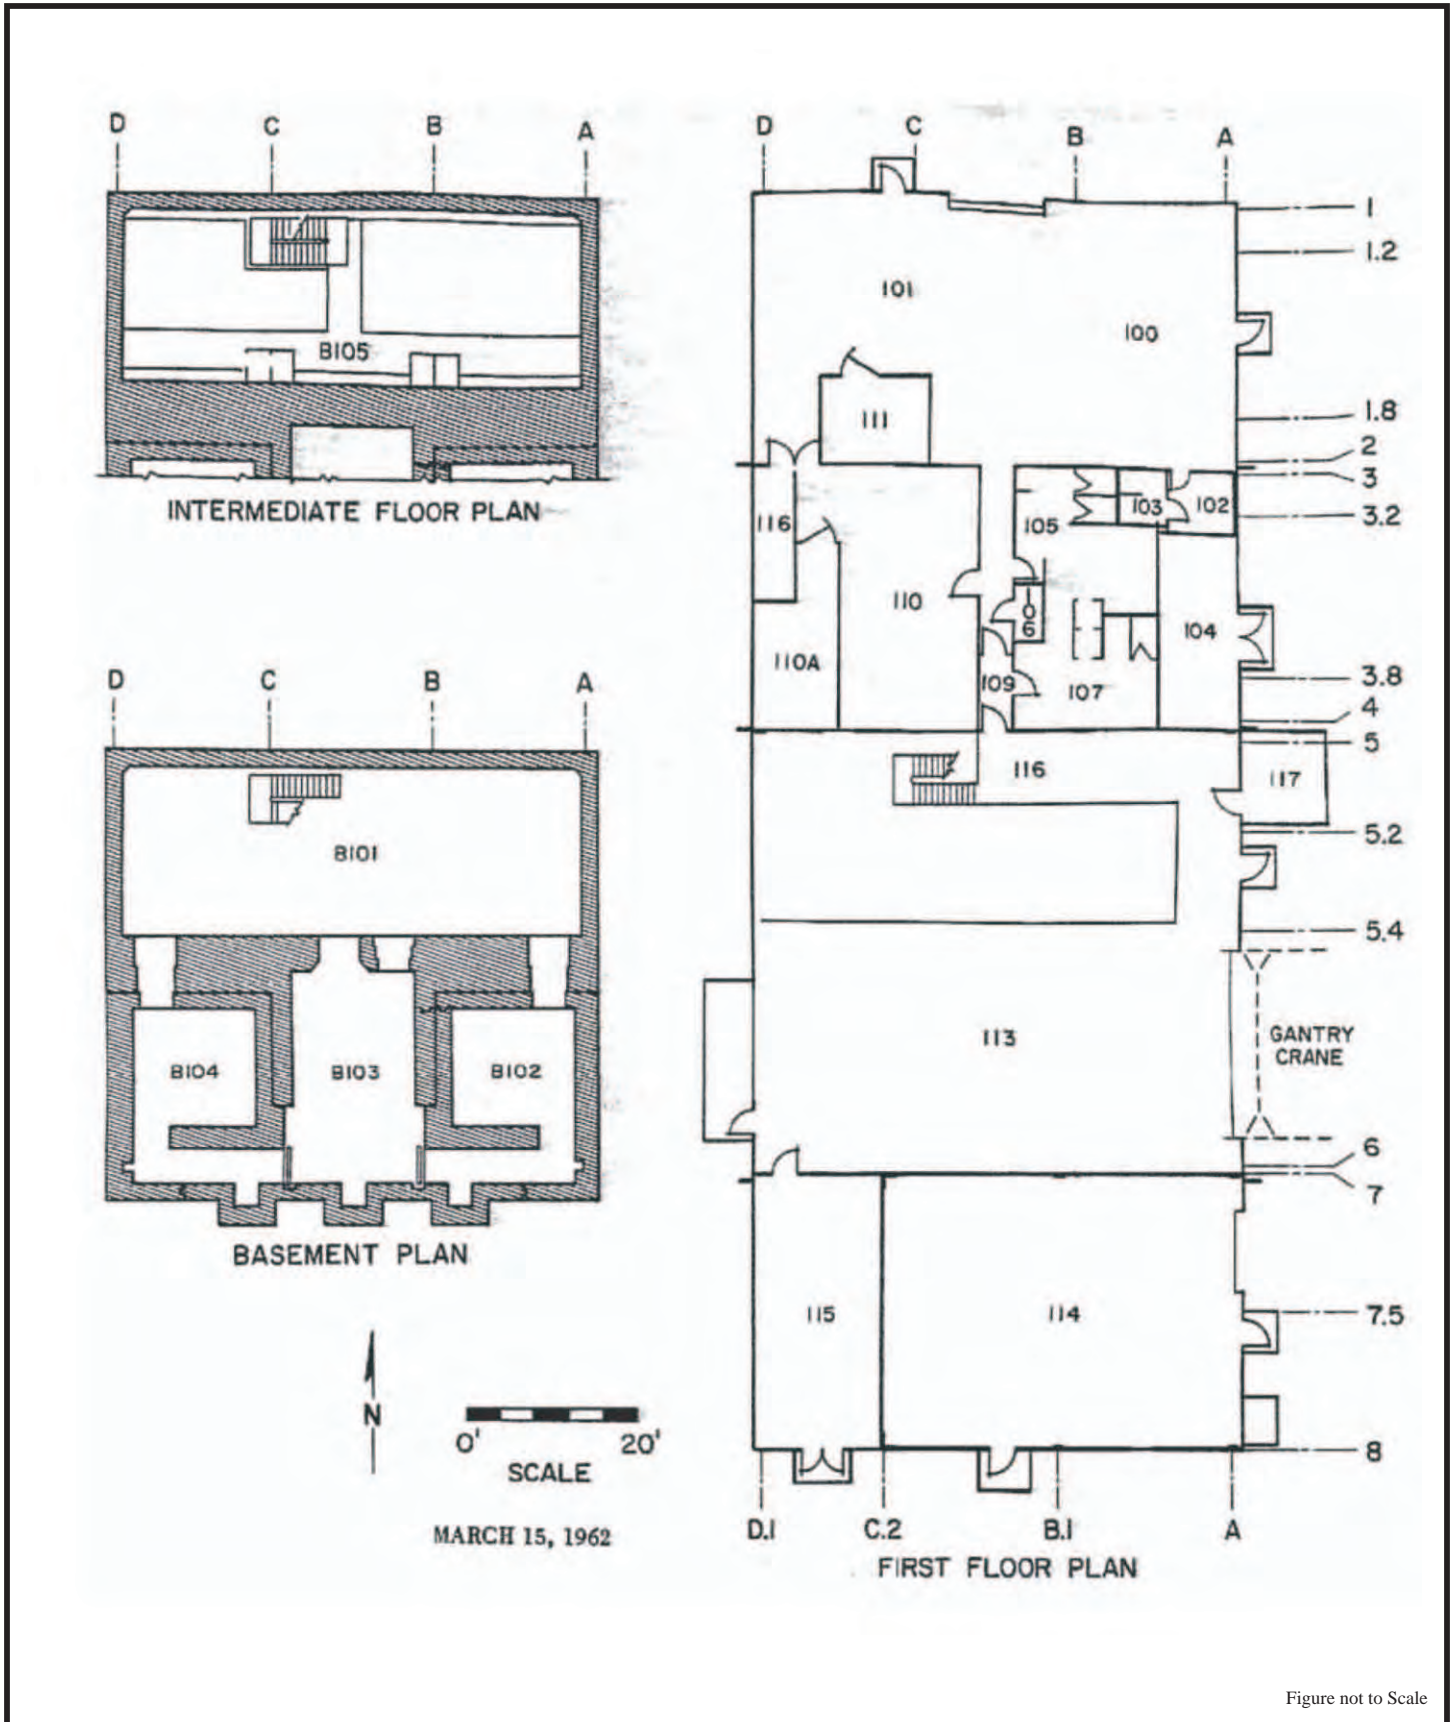 D C B A
B105
INTERMEDIATE FLOOR PLAN
D C B A
B101
B104 B103 B102
BASEMENT PLAN
N
0' 20'
SCALE
MARCH 15, 1962
D C B A
1
1.2
101
100
111
1.8
2
3
3.2
116
105
103
102
110
106
104
110A
109
107
3.8
4
5
116
117
5.2
5.4
113
GANTRY
CRANE
6
7
115
114
7.5
8
D.1 C.2 B.1 A
FIRST FLOOR PLAN
Figure not to Scale